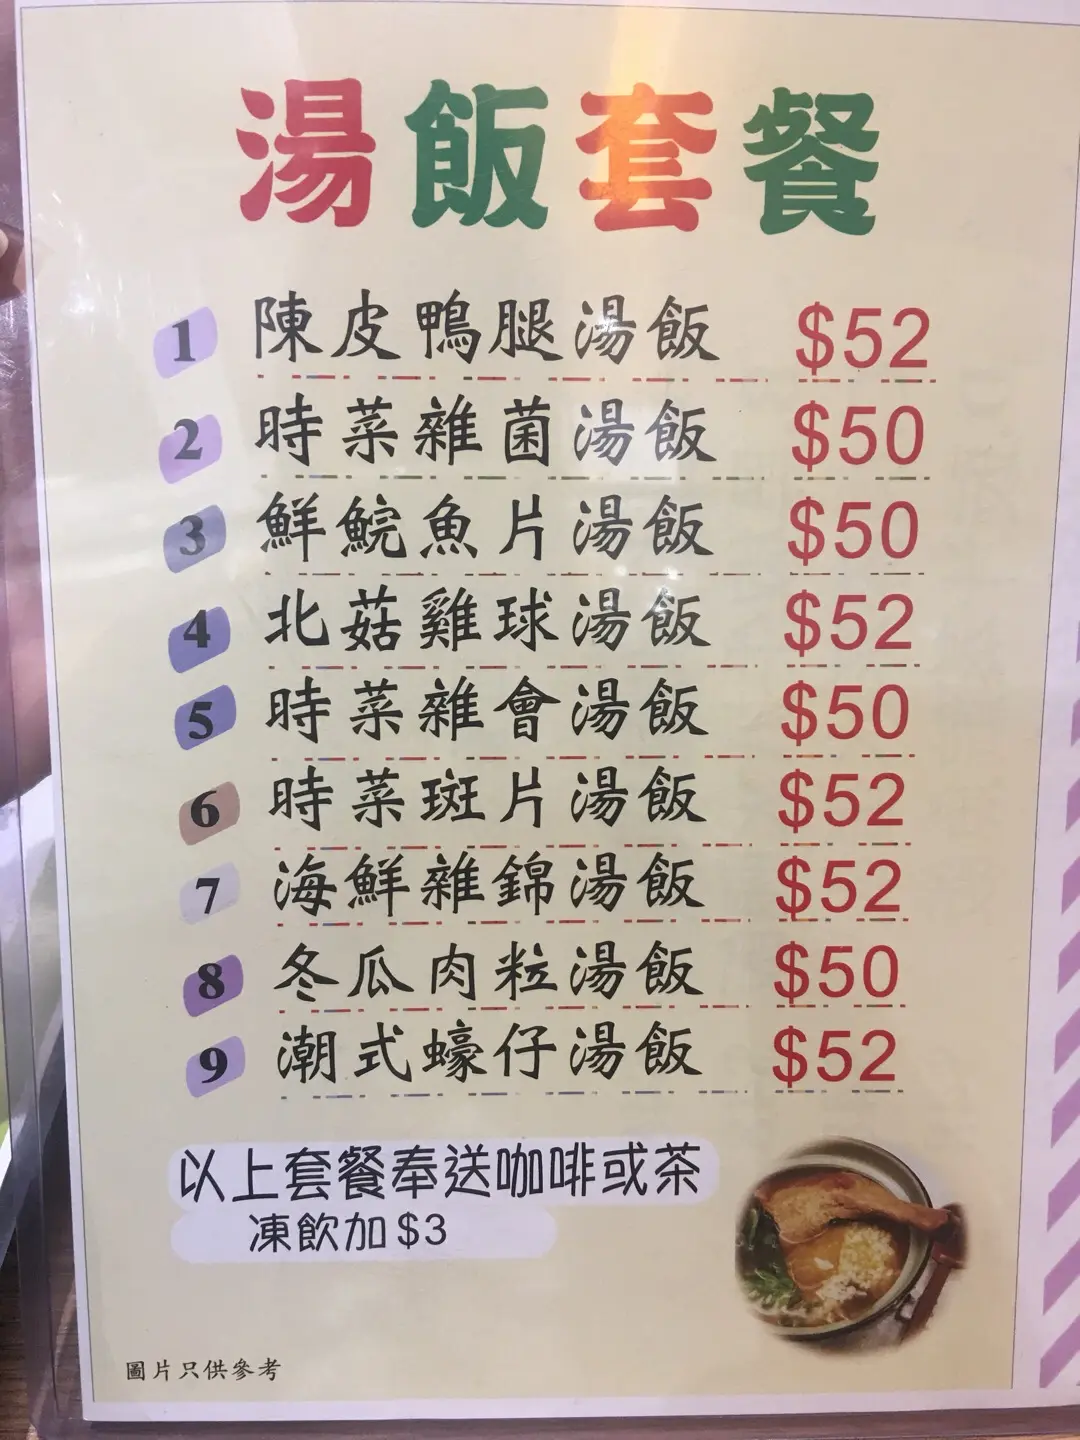 湯飯套餐
1 陳皮鴨腿湯飯 $52
2 時菜雜菌湯飯 $50
3 鮮鯇魚片湯飯 $50
4 北菇雞球湯飯 $52
5 時菜雜會湯飯 $50
6 時菜斑片湯飯 $52
7 海鮮雜錦湯飯 $52
8 冬瓜肉粒湯飯 $50
9 潮式蠔仔湯飯 $52
以上套餐奉送咖啡或茶
凍飲加$3
圖片只供參考